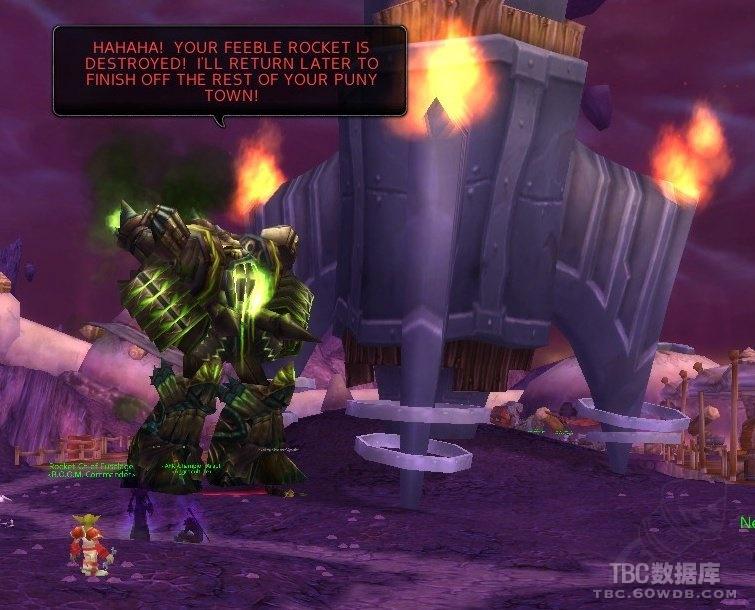 HAHAHA! YOUR FEEBLE ROCKET IS
DESTROYED! I'LL RETURN LATER TO
FINISH OFF THE REST OF YOUR PUNY
TOWN!
Rocket-Chief Fuselage
<B.O.O.M. Commander>
TBC数据库
TBC.60WDB.COM